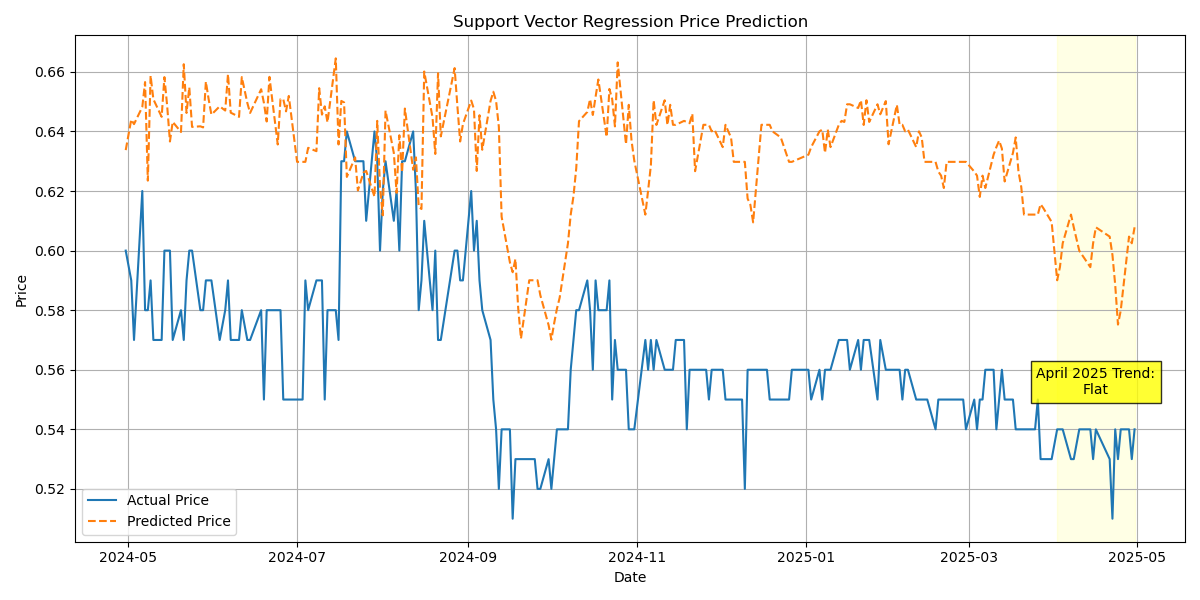 Support Vector Regression Price Prediction
Price
0.66
0.64
0.62
0.60
0.58
0.56
0.54
0.52
April 2025 Trend:
Flat
Actual Price
Predicted Price
2024-05
2024-07
2024-09
2024-11
2025-01
2025-03
2025-05
Date